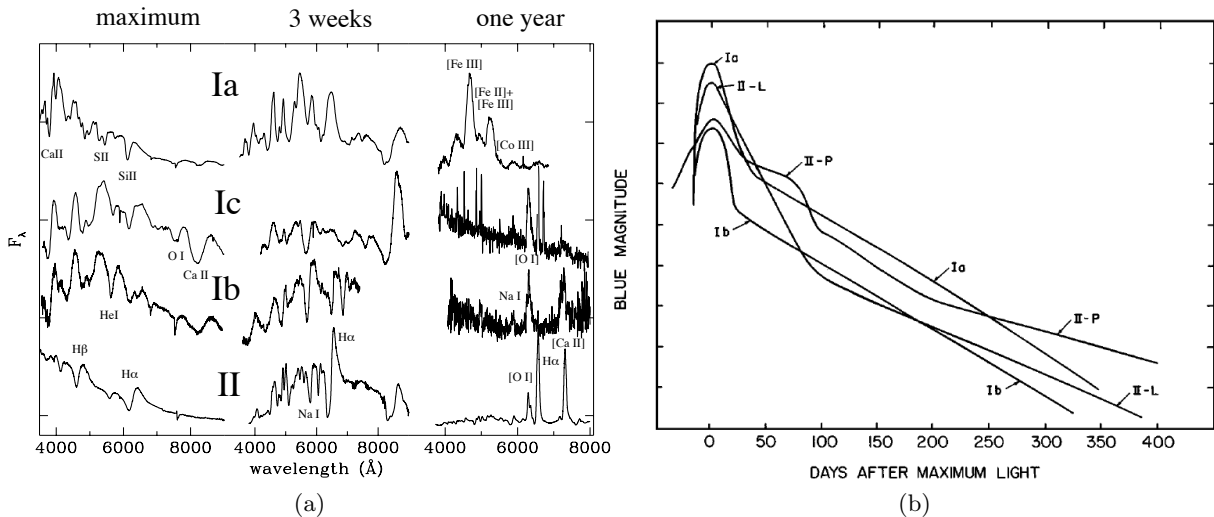 maximum 3 weeks one year
Ia
CaII
SII
SiII
[Fe III]
[Fe II]+
[Fe III]
[Co III]
Ic
O I
Ca II
[O I]
Ib
HeI
Na I
II
Hβ
Hα
Hα
Na I
[O I]
Hα
[Ca II]
F_λ
4000 6000 8000 4000 6000 8000 4000 6000 8000
wavelength (Å)
(a)
Ia
II-L
II-P
Ib
Ia
II-P
Ib
II-L
BLUE MAGNITUDE
0 50 100 150 200 250 300 350 400
DAYS AFTER MAXIMUM LIGHT
(b)